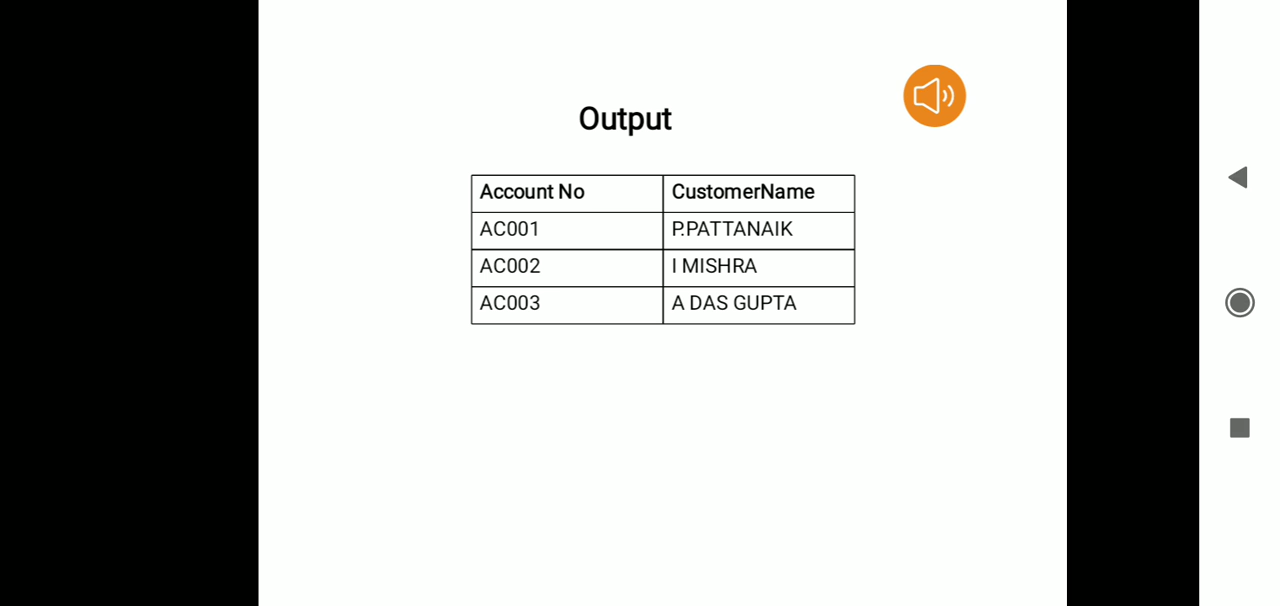 Output
Account No CustomerName
AC001 P.PATTANAIK
AC002 I MISHRA
AC003 A DAS GUPTA